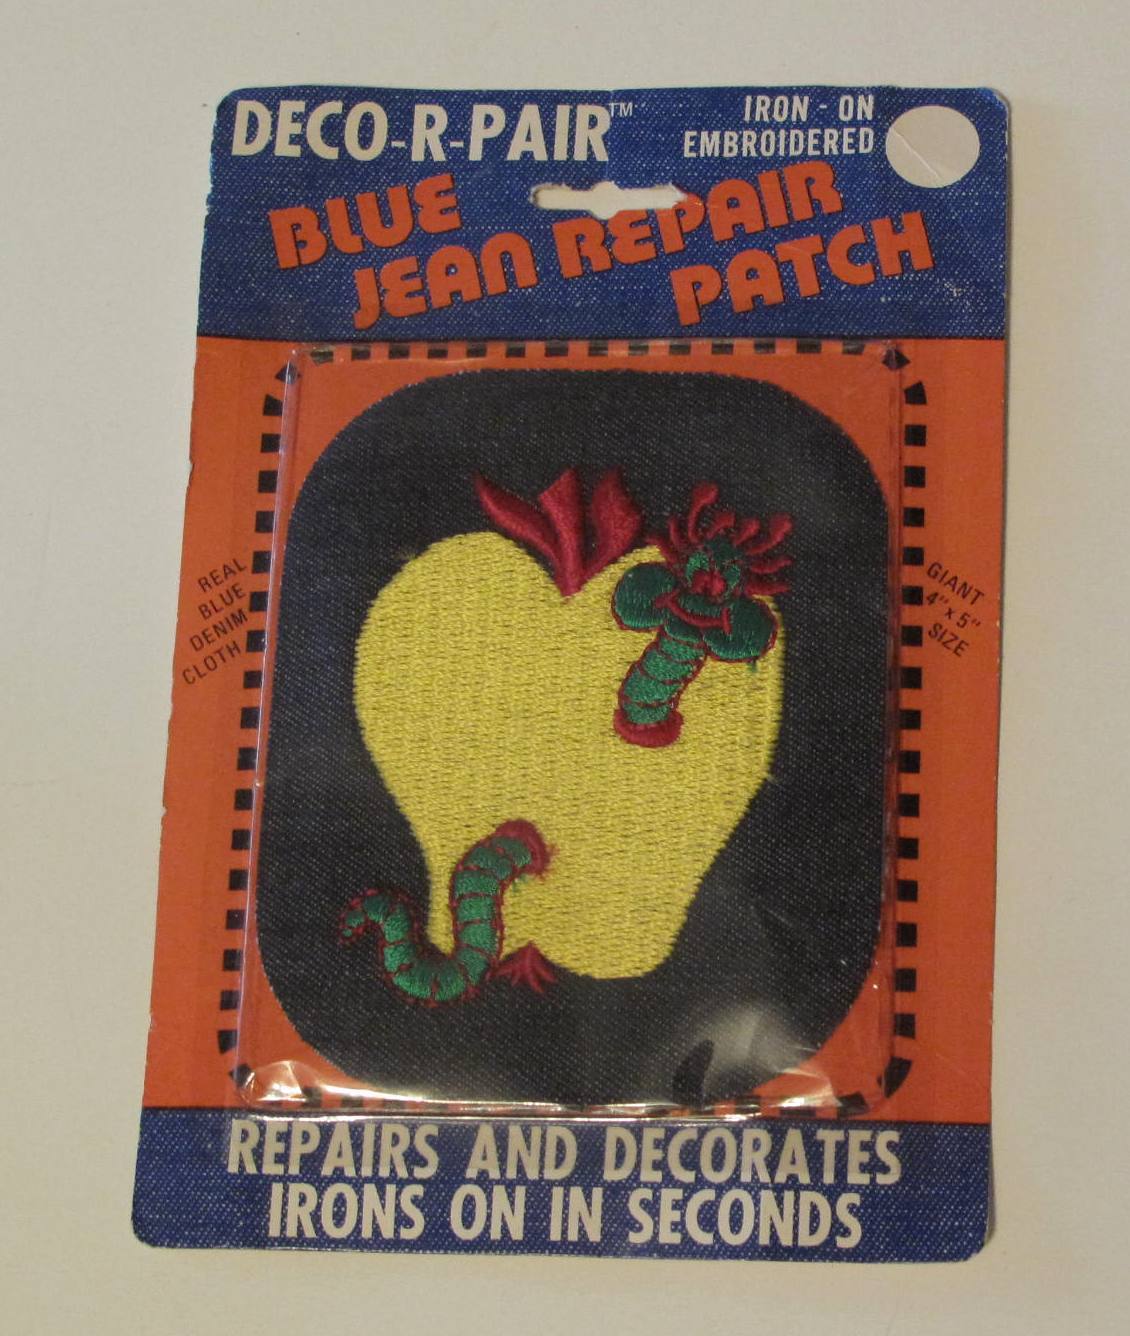 DECO-R-PAIR™
IRON - ON
EMBROIDERED
BLUE
JEAN REPAIR
PATCH
REAL
BLUE
DENIM
CLOTH
GIANT
4" x 5"
SIZE
REPAIRS AND DECORATES
IRONS ON IN SECONDS